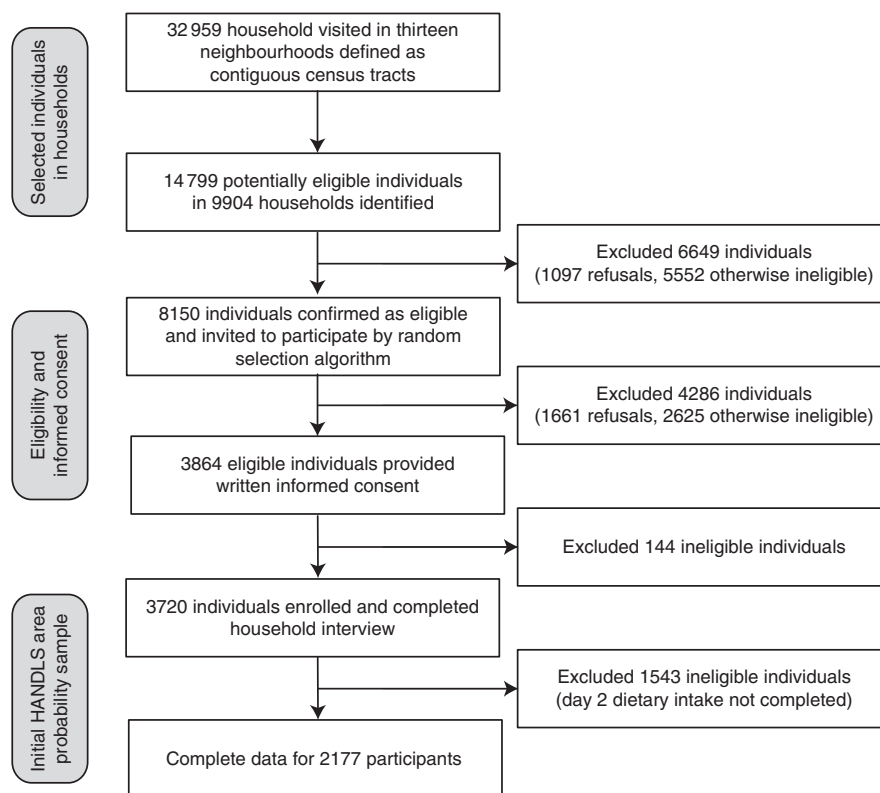 Selected individuals
in households
32 959 household visited in thirteen
neighbourhoods defined as
contiguous census tracts
14 799 potentially eligible individuals
in 9904 households identified
Excluded 6649 individuals
(1097 refusals, 5552 otherwise ineligible)
Eligibility and
informed consent
8150 individuals confirmed as eligible
and invited to participate by random
selection algorithm
Excluded 4286 individuals
(1661 refusals, 2625 otherwise ineligible)
3864 eligible individuals provided
written informed consent
Excluded 144 ineligible individuals
Initial HANDLS area
probability sample
3720 individuals enrolled and completed
household interview
Excluded 1543 ineligible individuals
(day 2 dietary intake not completed)
Complete data for 2177 participants